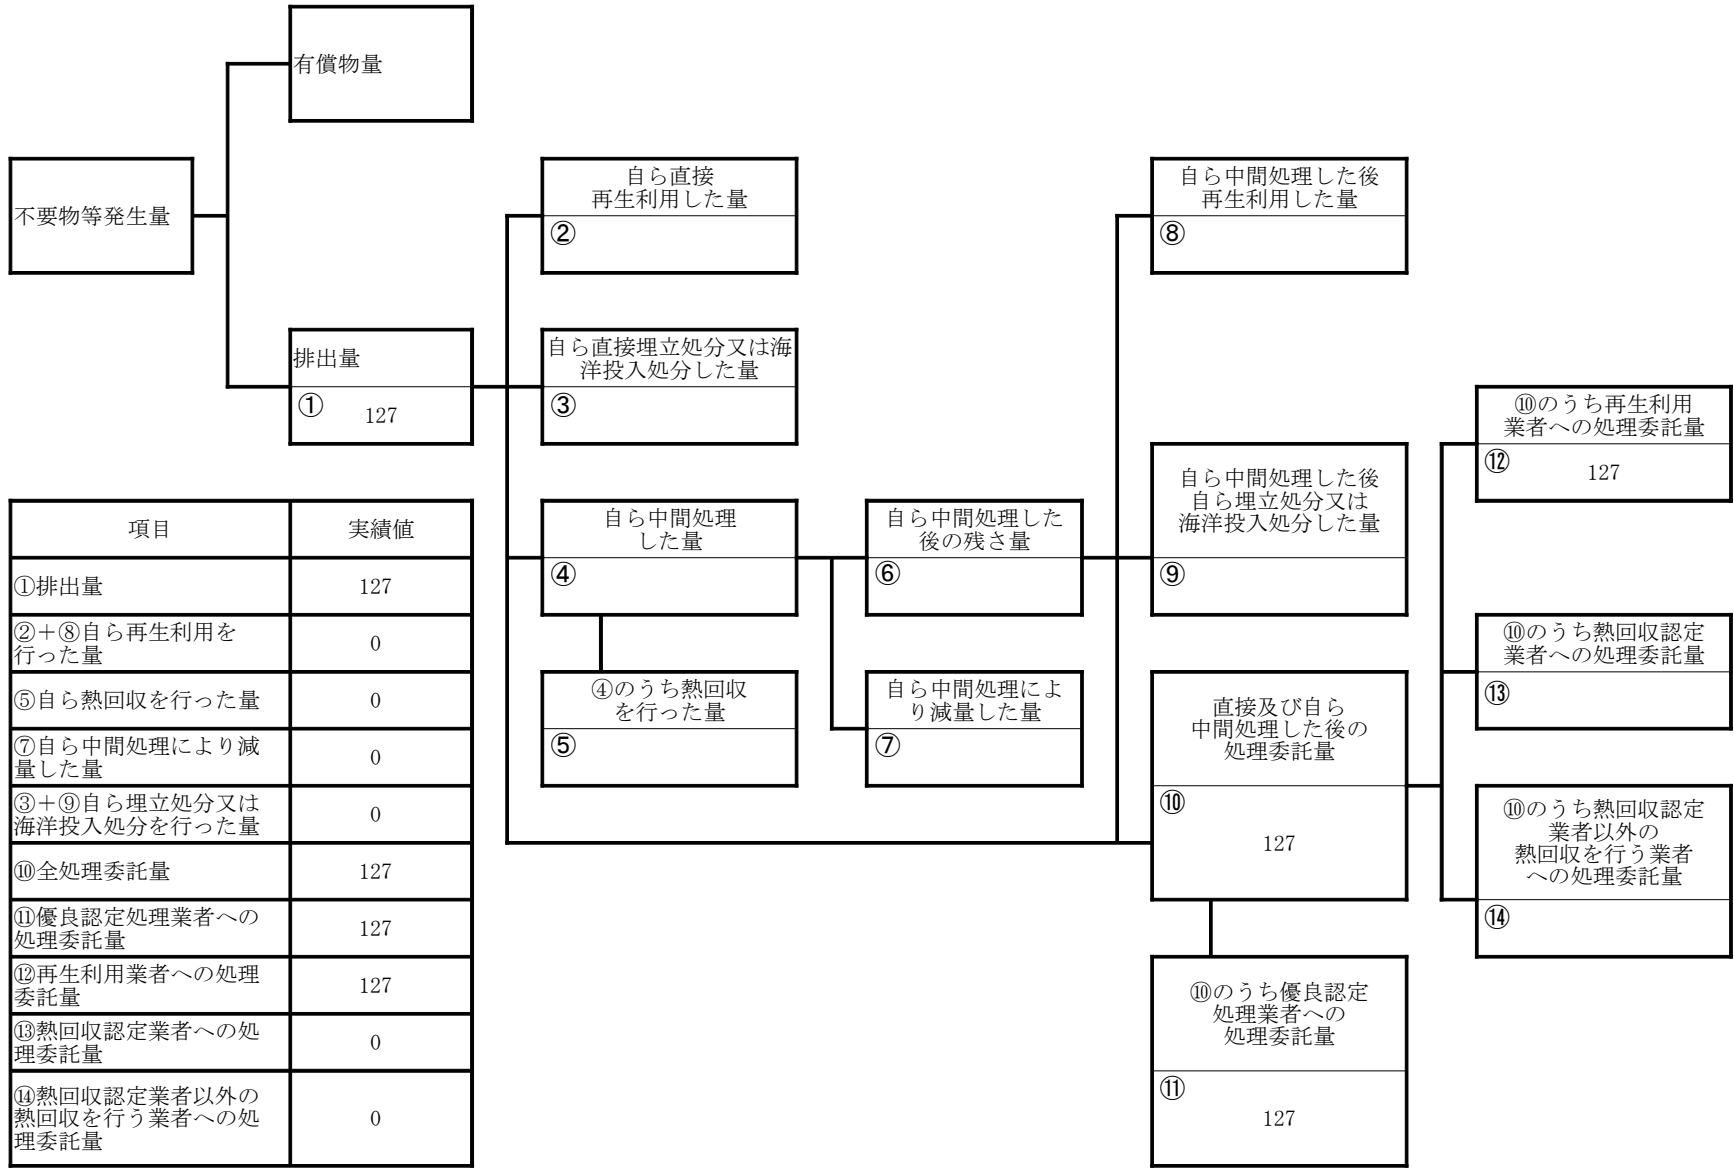 有償物量
不要物等発生量
自ら直接
再生利用した量
②
自ら中間処理した後
再生利用した量
⑧
排出量
① 127
自ら直接埋立処分又は海
洋投入処分した量
③
⑩のうち再生利用
業者への処理委託量
⑫ 127
自ら中間処理
した量
④
自ら中間処理した
後の残さ量
⑥
自ら中間処理した後
自ら埋立処分又は
海洋投入処分した量
⑨
⑩のうち熱回収認定
業者への処理委託量
⑬
④のうち熱回収
を行った量
⑤
自ら中間処理によ
り減量した量
⑦
直接及び自ら
中間処理した後の
処理委託量
⑩
127
⑩のうち熱回収認定
業者以外の
熱回収を行う業者
への処理委託量
⑭
⑩のうち優良認定
処理業者への
処理委託量
⑪
127
項目 実績値
①排出量 127
②+⑧自ら再生利用を
行った量 0
⑤自ら熱回収を行った量 0
⑦自ら中間処理により減
量した量 0
③+⑨自ら埋立処分又は
海洋投入処分を行った量 0
⑩全処理委託量 127
⑪優良認定処理業者への
処理委託量 127
⑫再生利用業者への処理
委託量 127
⑬熱回収認定業者への処
理委託量 0
⑭熱回収認定業者以外の
熱回収を行う業者への処
理委託量 0